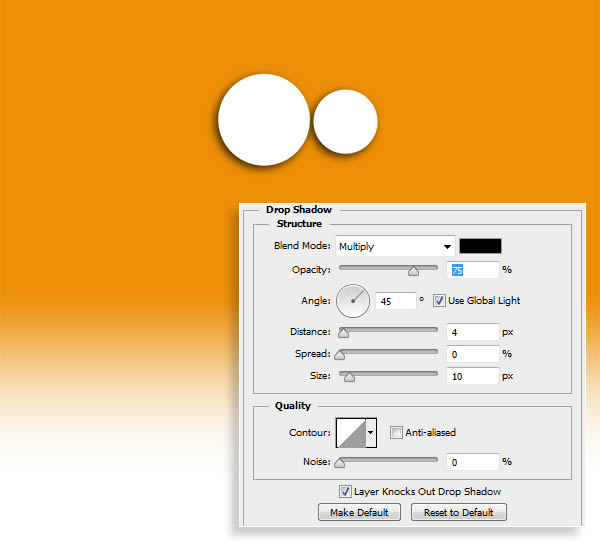 Drop Shadow
Structure
Blend Mode: Multiply
Opacity: 75 %
Angle: 45 ° Use Global Light
Distance: 4 px
Spread: 0 %
Size: 10 px
Quality
Contour: Anti-aliased
Noise: 0 %
Layer Knocks Out Drop Shadow
Make Default Reset to Default